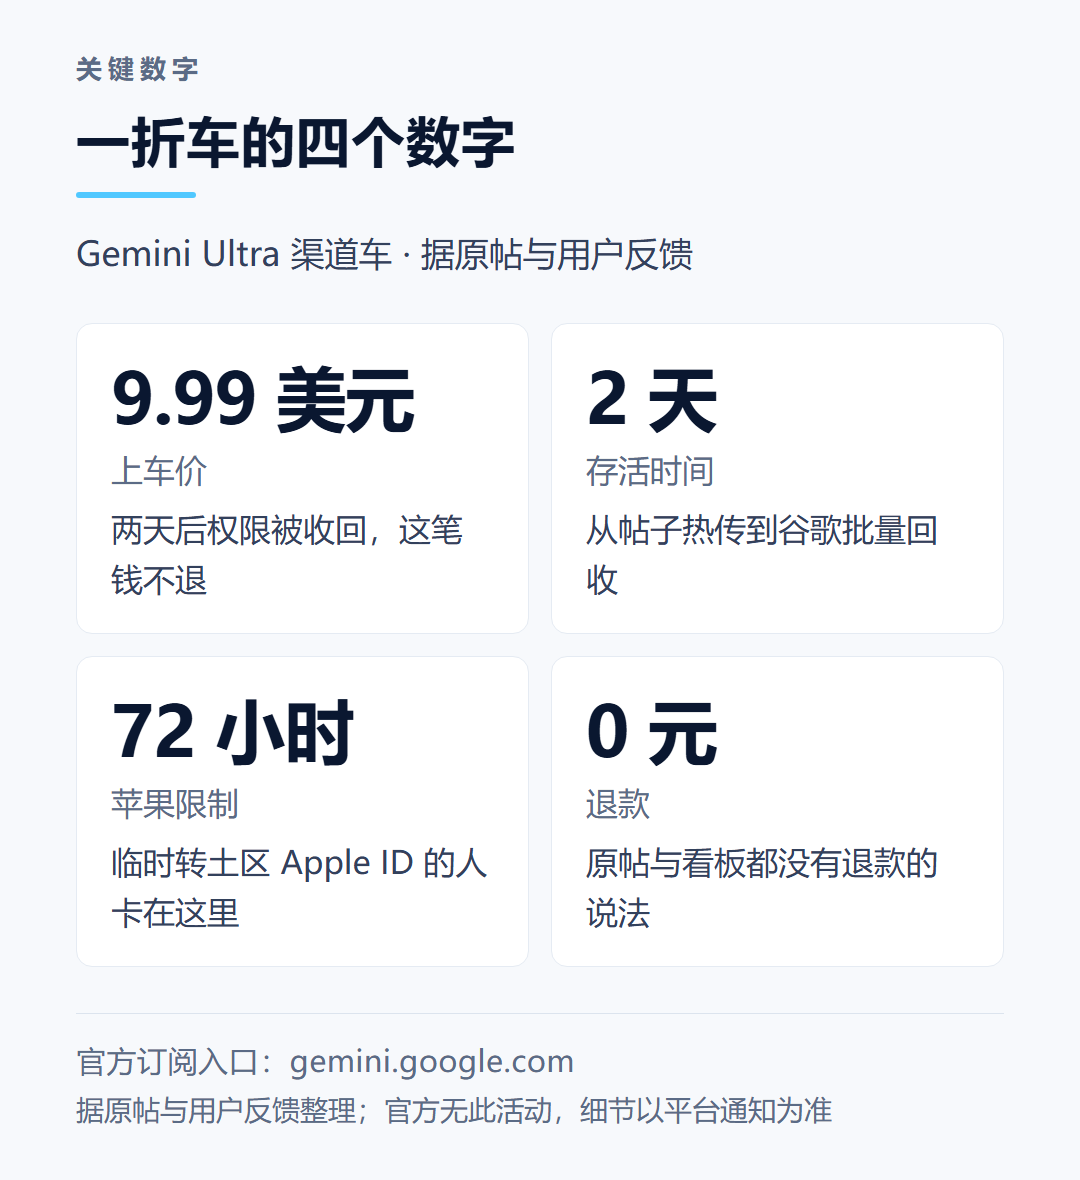 关键数字
一折车的四个数字
Gemini Ultra 渠道车 · 据原帖与用户反馈
9.99 美元
上车价
两天后权限被收回，这笔
钱不退
2 天
存活时间
从帖子热传到谷歌批量回
收
72 小时
苹果限制
临时转土区 Apple ID 的人
卡在这里
0 元
退款
原帖与看板都没有退款的
说法
官方订阅入口：gemini.google.com
据原帖与用户反馈整理；官方无此活动，细节以平台通知为准